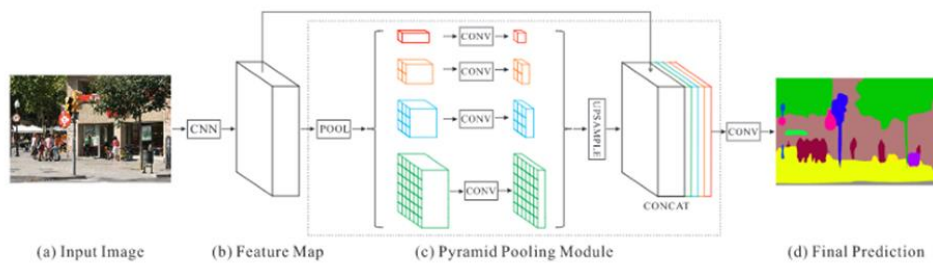 CONV
CONV
CNN
POOL
CONV
UPSAMPLE
CONV
CONV
CONCAT
(a) Input Image
(b) Feature Map
(c) Pyramid Pooling Module
(d) Final Prediction